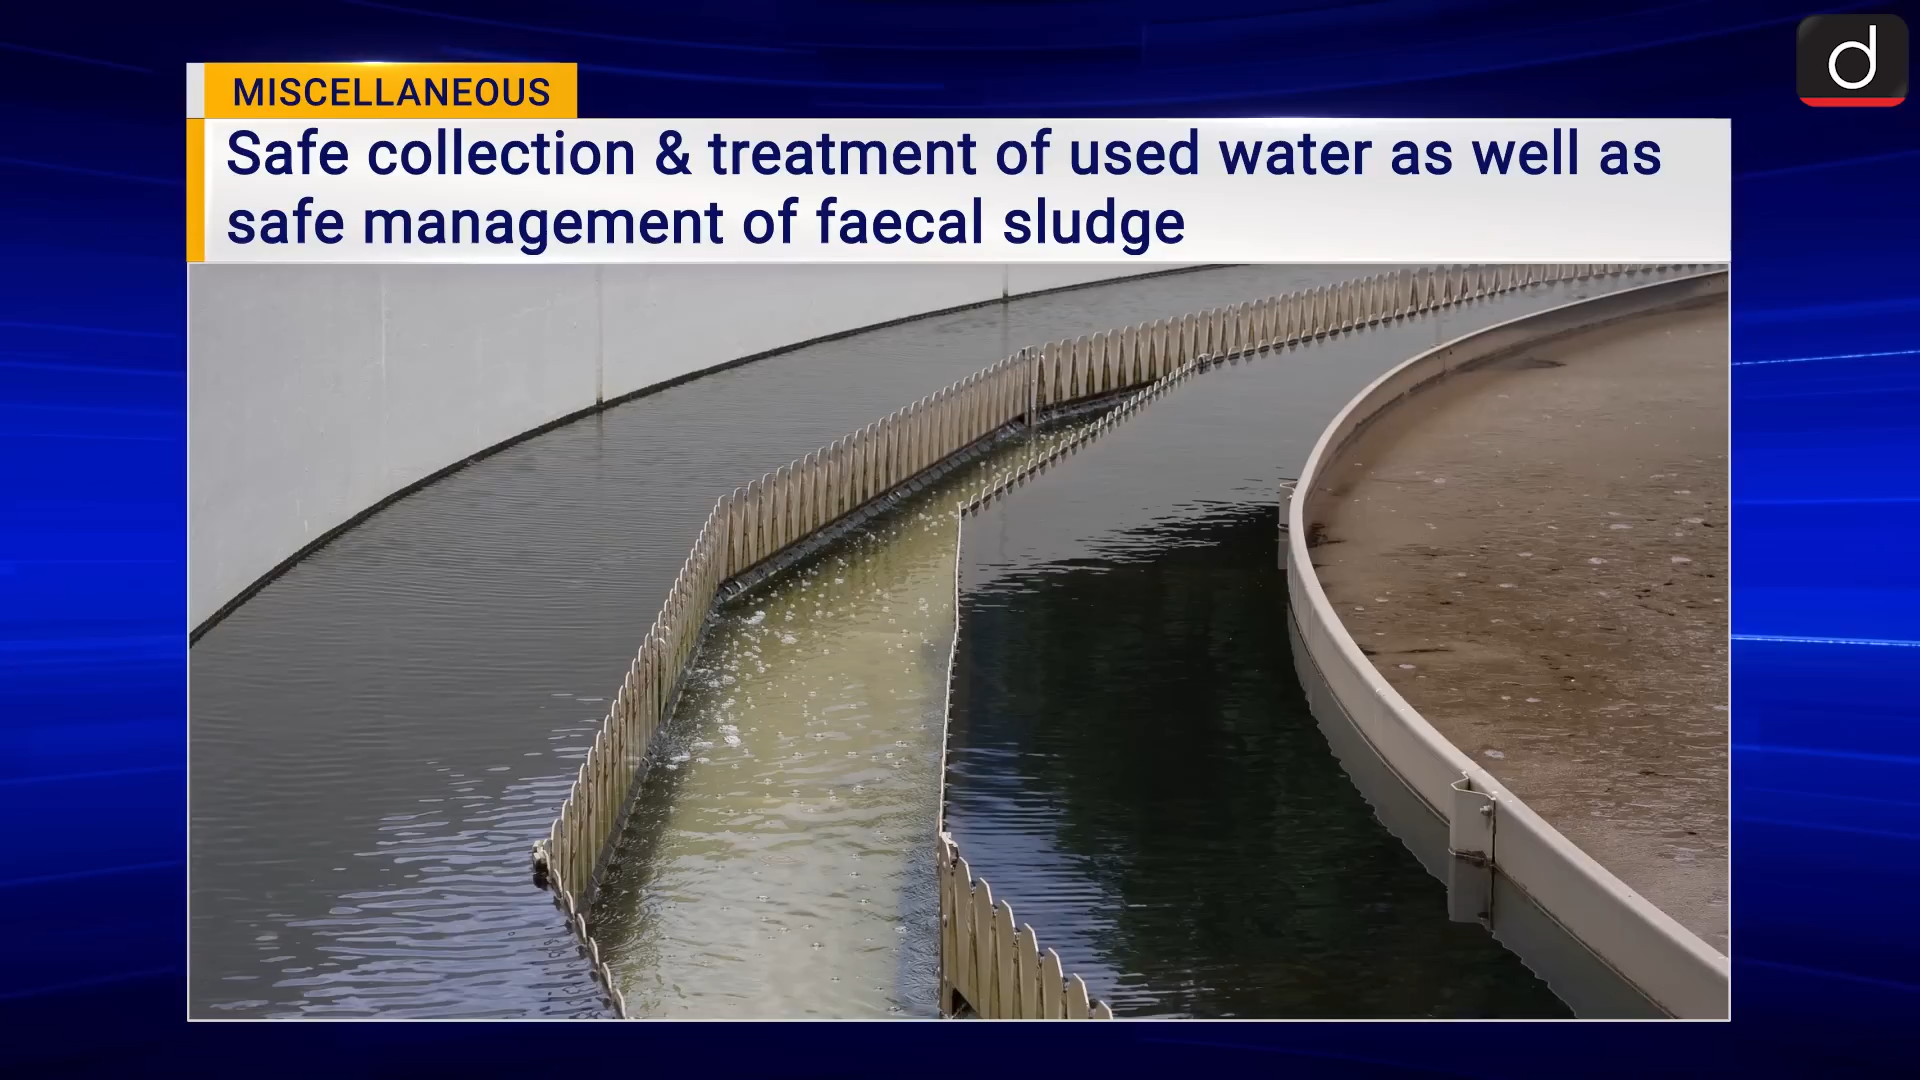 MISCELLANEOUS
Safe collection & treatment of used water as well as
safe management of faecal sludge
d